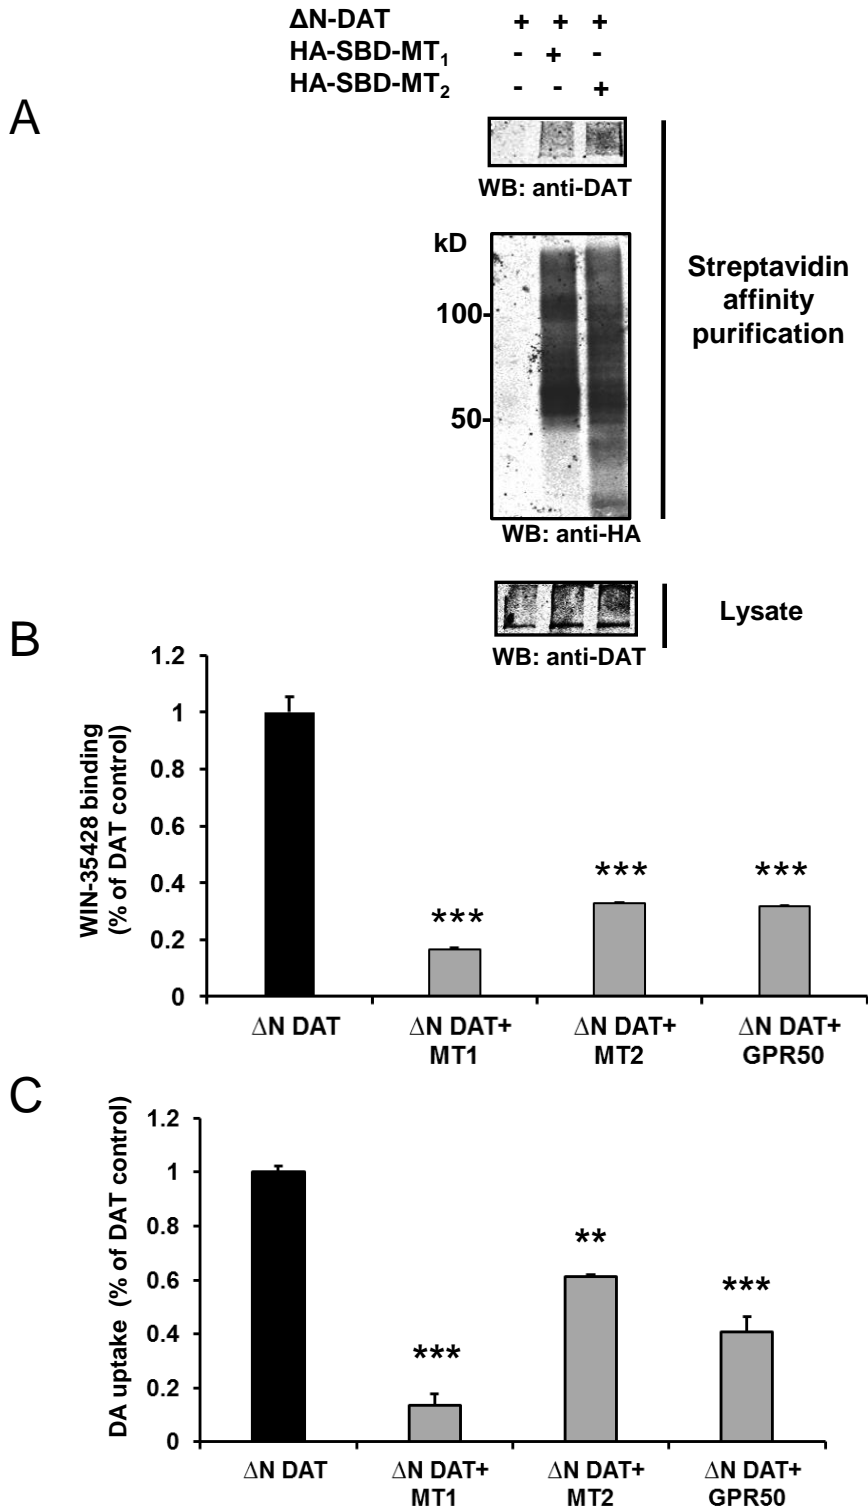 ΔN-DAT + + +
HA-SBD-MT₁ - + -
HA-SBD-MT₂ - - +
A
WB: anti-DAT
kD
100-
50-
WB: anti-HA
Streptavidin
affinity
purification
WB: anti-DAT
Lysate
B
WIN-35428 binding
(% of DAT control)
1.2
1
0.8
0.6
0.4
0.2
0
***
***
***
ΔN DAT
ΔN DAT+
MT1
ΔN DAT+
MT2
ΔN DAT+
GPR50
C
DA uptake (% of DAT control)
1.2
1
0.8
0.6
0.4
0.2
0
***
**
***
ΔN DAT
ΔN DAT+
MT1
ΔN DAT+
MT2
ΔN DAT+
GPR50